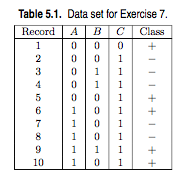 Table 5.1. Data set for Exercise 7.
Record A B C Class
1 0 0 0 +
2 0 0 1 −
3 0 1 1 −
4 0 1 1 −
5 0 0 1 +
6 1 0 1 +
7 1 0 1 −
8 1 0 1 −
9 1 1 1 +
10 1 0 1 +